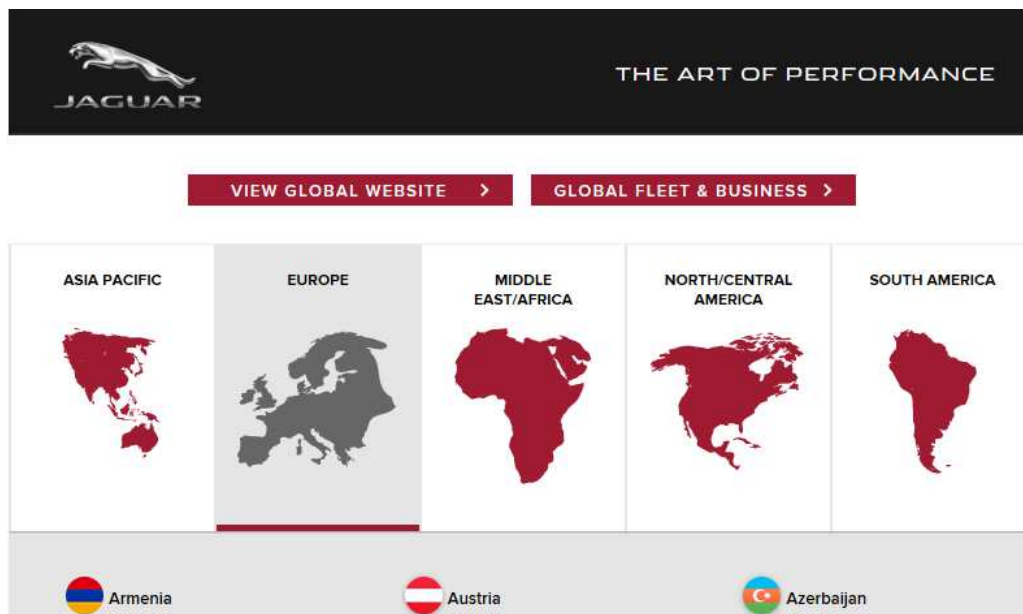 JAGUAR
THE ART OF PERFORMANCE
VIEW GLOBAL WEBSITE >
GLOBAL FLEET & BUSINESS >
ASIA PACIFIC
EUROPE
MIDDLE
EAST/AFRICA
NORTH/CENTRAL
AMERICA
SOUTH AMERICA
Armenia
Austria
Azerbaijan